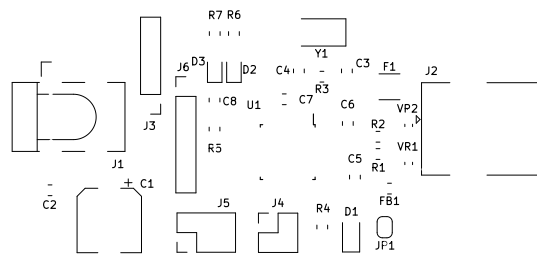 R7 R6
Y1
D3 D2 J6 C4 R3 C3 F1 J2
J3 C8 U1 C7 C6 VP2
R5 R2
J1 R1 VR1
C5
C2 C1 FB1
J5 J4 R4 D1 JP1